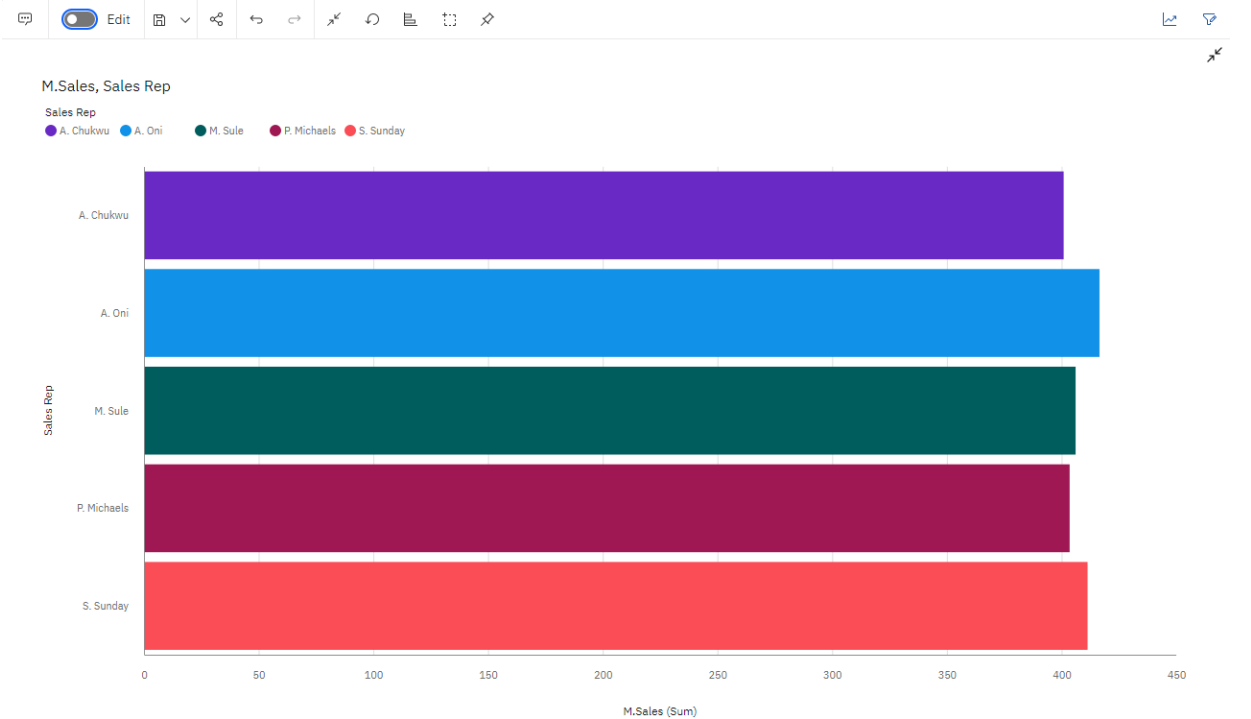 Edit
M.Sales, Sales Rep
Sales Rep
A. Chukwu A. Oni M. Sule P. Michaels S. Sunday
A. Chukwu
A. Oni
Sales Rep
M. Sule
P. Michaels
S. Sunday
0 50 100 150 200 250 300 350 400 450
M.Sales (Sum)